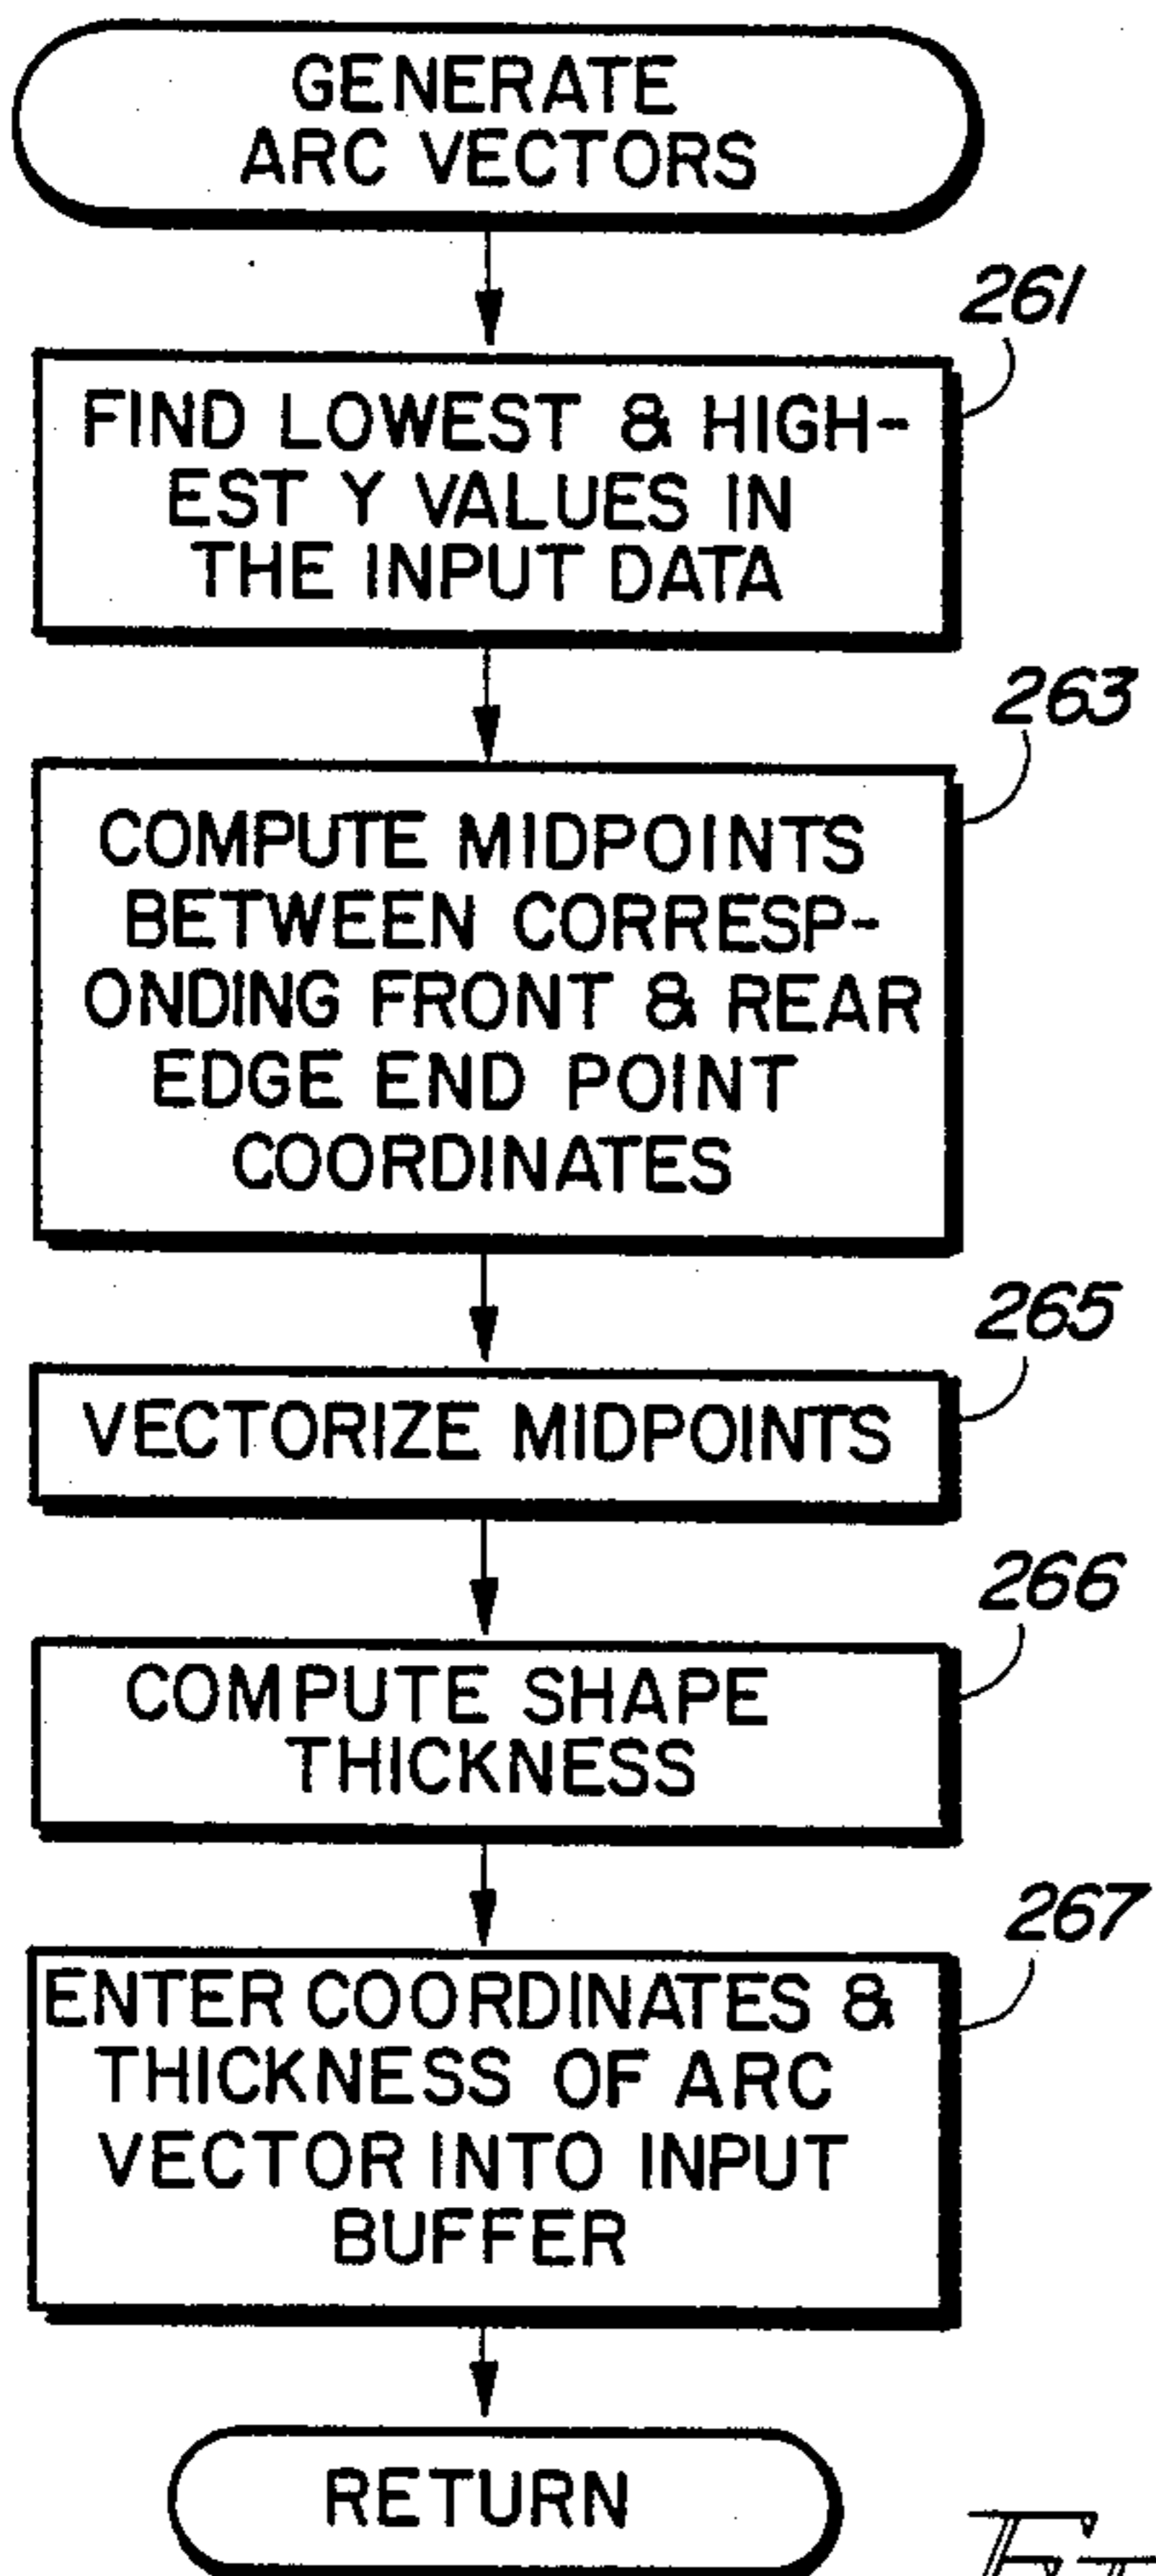 GENERATE
ARC VECTORS
261
FIND LOWEST & HIGH-
EST Y VALUES IN
THE INPUT DATA
263
COMPUTE MIDPOINTS
BETWEEN CORRESP-
ONDING FRONT & REAR
EDGE END POINT
COORDINATES
265
VECTORIZE MIDPOINTS
266
COMPUTE SHAPE
THICKNESS
267
ENTER COORDINATES &
THICKNESS OF ARC
VECTOR INTO INPUT
BUFFER
RETURN